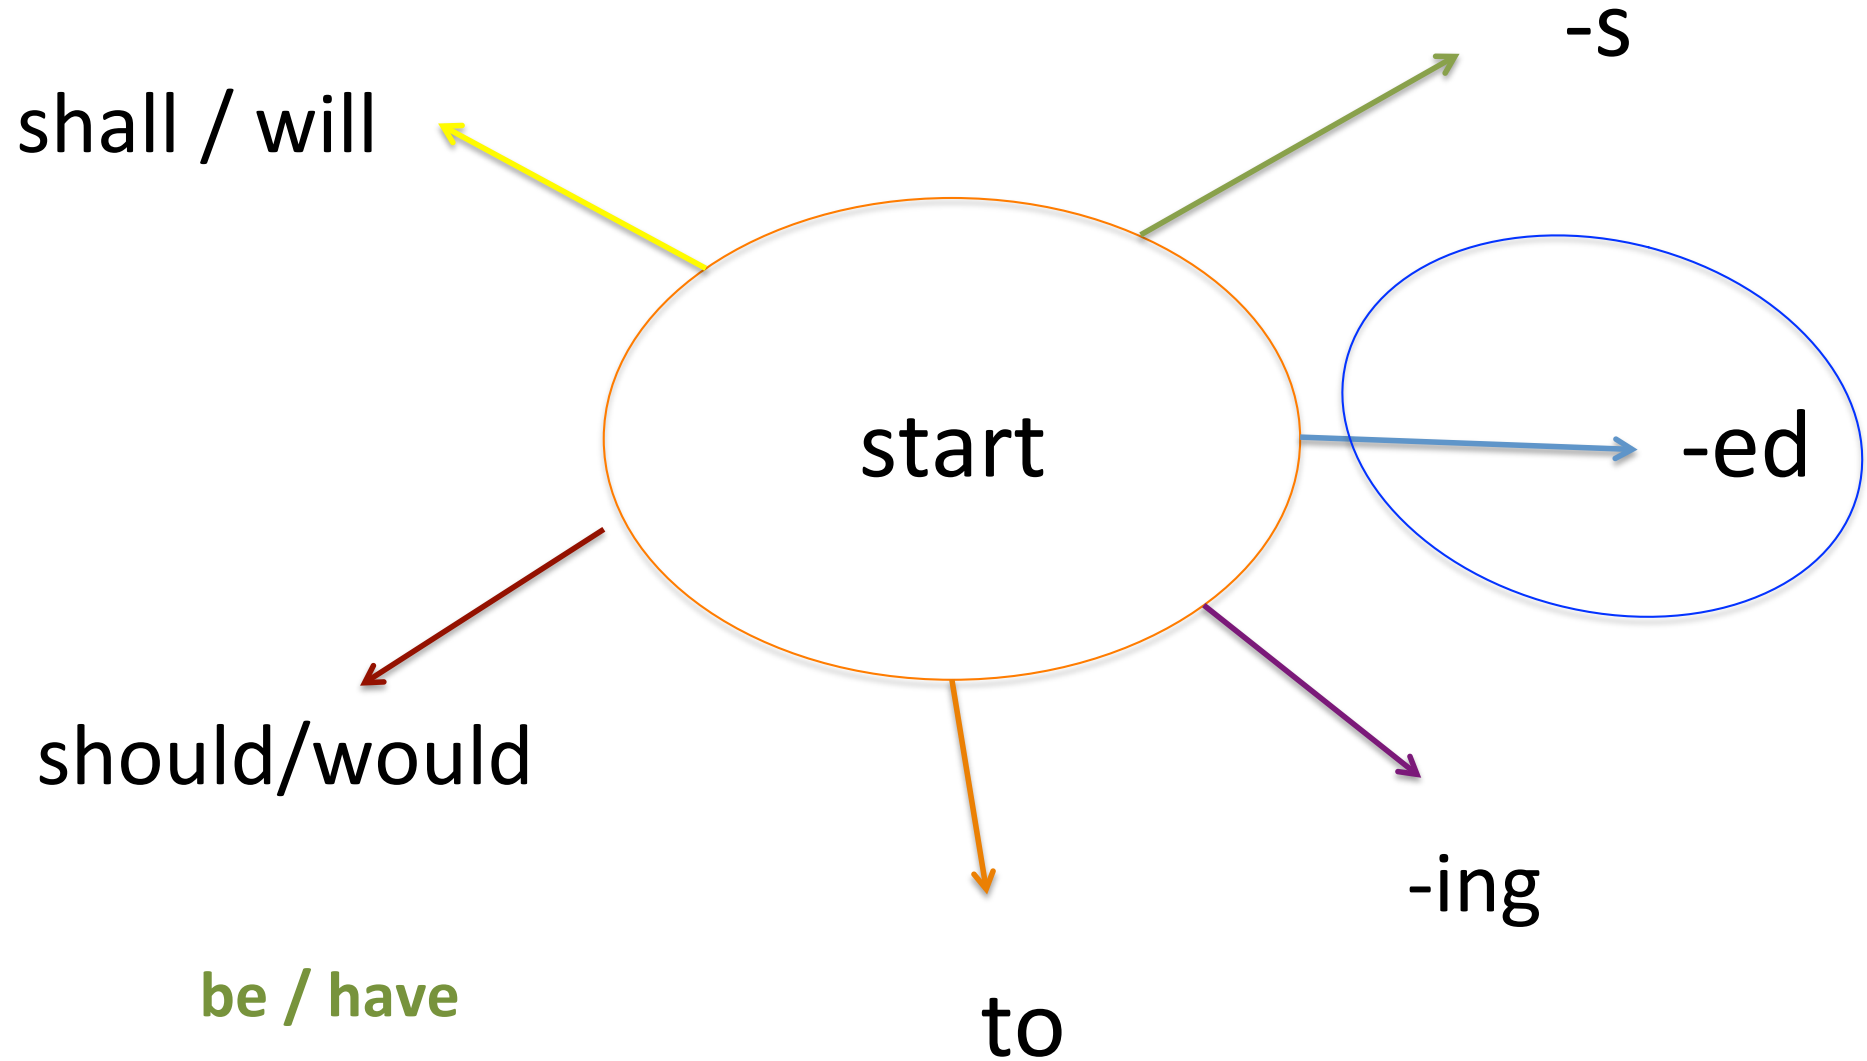 -s
shall / will
start
-ed
should/would
-ing
be / have
to